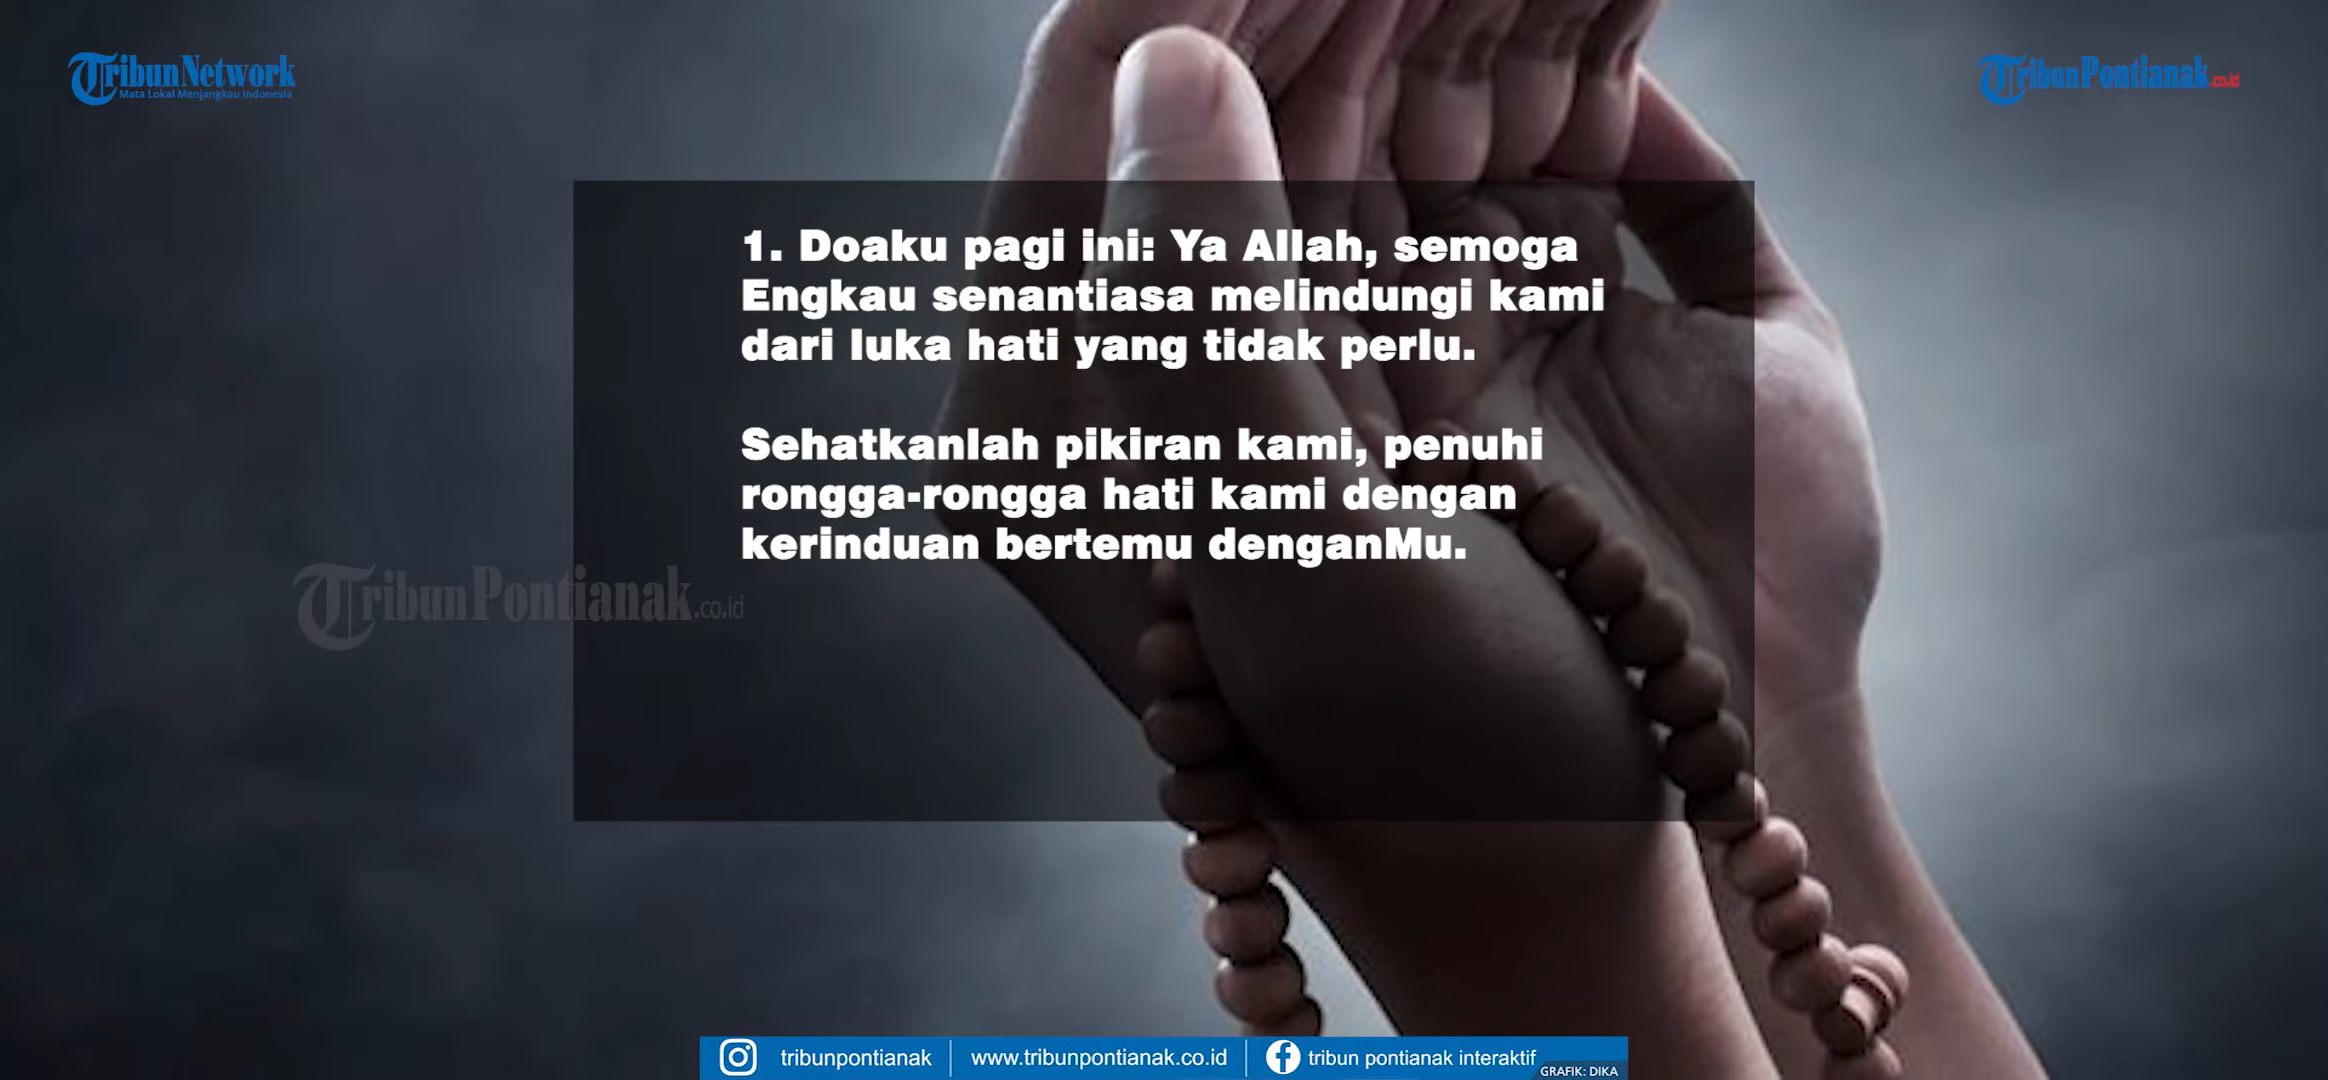 TribunNetwork
Mata Lokal Menjangkau Indonesia
TribunPontianak.co.id
1. Doaku pagi ini: Ya Allah, semoga
Engkau senantiasa melindungi kami
dari luka hati yang tidak perlu.
Sehatkanlah pikiran kami, penuhi
rongga-rongga hati kami dengan
kerinduan bertemu denganMu.
TribunPontianak.co.id
tribunpontianak
www.tribunpontianak.co.id
tribun pontianak interaktif
GRAFIK: DIKA